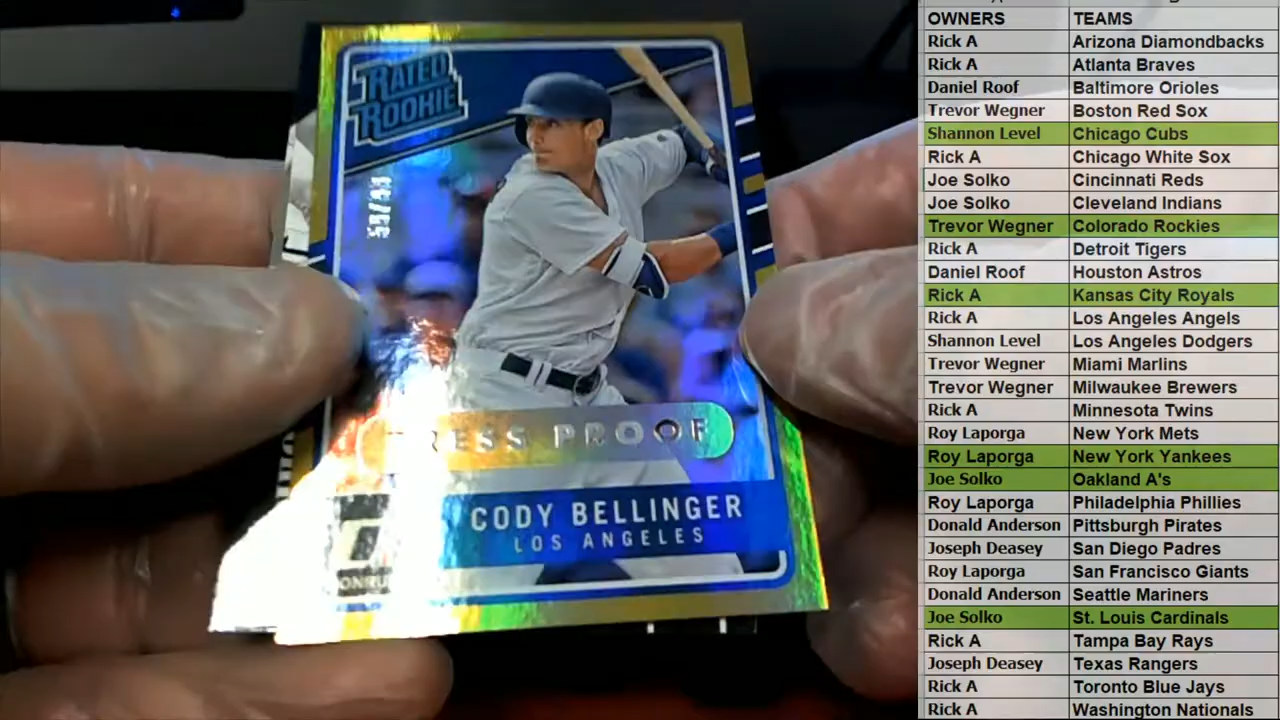 RATED
ROOKIE
PRESS PROOF
CODY BELLINGER
LOS ANGELES
OWNERS TEAMS
Rick A Arizona Diamondbacks
Rick A Atlanta Braves
Daniel Roof Baltimore Orioles
Trevor Wegner Boston Red Sox
Shannon Level Chicago Cubs
Rick A Chicago White Sox
Joe Solko Cincinnati Reds
Joe Solko Cleveland Indians
Trevor Wegner Colorado Rockies
Rick A Detroit Tigers
Daniel Roof Houston Astros
Rick A Kansas City Royals
Rick A Los Angeles Angels
Shannon Level Los Angeles Dodgers
Trevor Wegner Miami Marlins
Trevor Wegner Milwaukee Brewers
Rick A Minnesota Twins
Roy Laporga New York Mets
Roy Laporga New York Yankees
Joe Solko Oakland A's
Roy Laporga Philadelphia Phillies
Donald Anderson Pittsburgh Pirates
Joseph Deasey San Diego Padres
Roy Laporga San Francisco Giants
Donald Anderson Seattle Mariners
Joe Solko St. Louis Cardinals
Rick A Tampa Bay Rays
Joseph Deasey Texas Rangers
Rick A Toronto Blue Jays
Rick A Washington Nationals